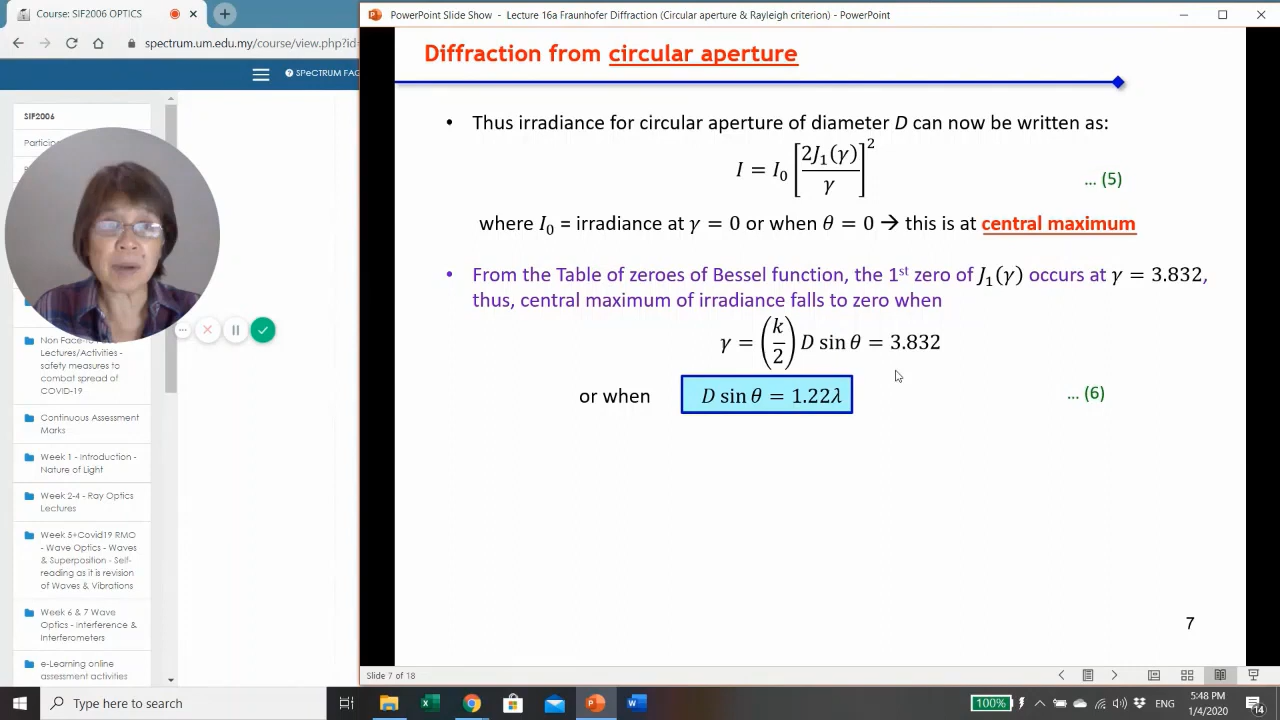 Course: SIF2006 OPTICS
spectrum.um.edu.my/course/view.php?id=
SPeCTRUM FAQ
SIF2006
Particip
Non Face To Face
Lectures/Activities -
safety measures to
combat spread of
COVID-19
Continuous Assessment
Marks
Week 1 - Introduction -
Nature of Light
Week 2-4 - Ray Optics
Lectures
Week 5+Covid19 RMO
- Wave Optics - Waves
& Superposition - Self-
reading as it is revision
of Waves & Vibrations
Week 6 & 7 Wave
Optics - Interference &
Interferometers
e-Learning online
assessment activities
PowerPoint Slide Show - Lecture 16a Fraunhofer Diffraction (Circular aperture & Rayleigh criterion) - PowerPoint
Diffraction from circular aperture
• Thus irradiance for circular aperture of diameter D can now be written as:
I = I₀ [2J₁(γ)/γ]² ... (5)
where I₀ = irradiance at γ = 0 or when θ = 0 → this is at central maximum
• From the Table of zeroes of Bessel function, the 1st zero of J₁(γ) occurs at γ = 3.832,
thus, central maximum of irradiance falls to zero when
γ = (k/2) D sin θ = 3.832
or when D sin θ = 1.22λ ... (6)
7
Slide 7 of 18
Type here to search
100%
ENG
5:48 PM
1/4/2020
14